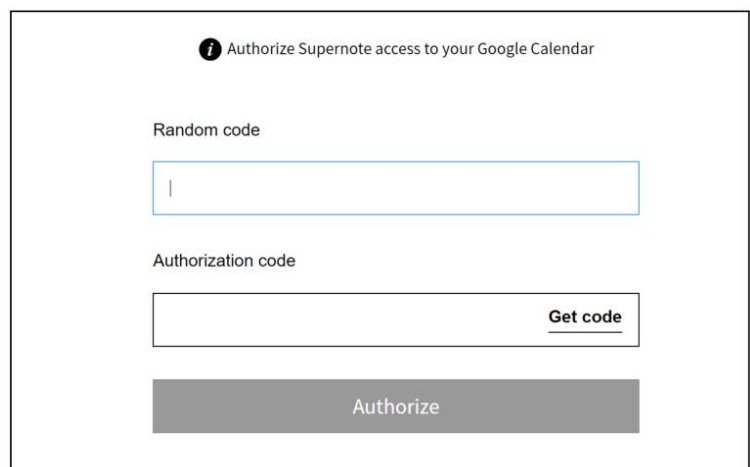 Authorize Supernote access to your Google Calendar
Random code
Authorization code
Get code
Authorize